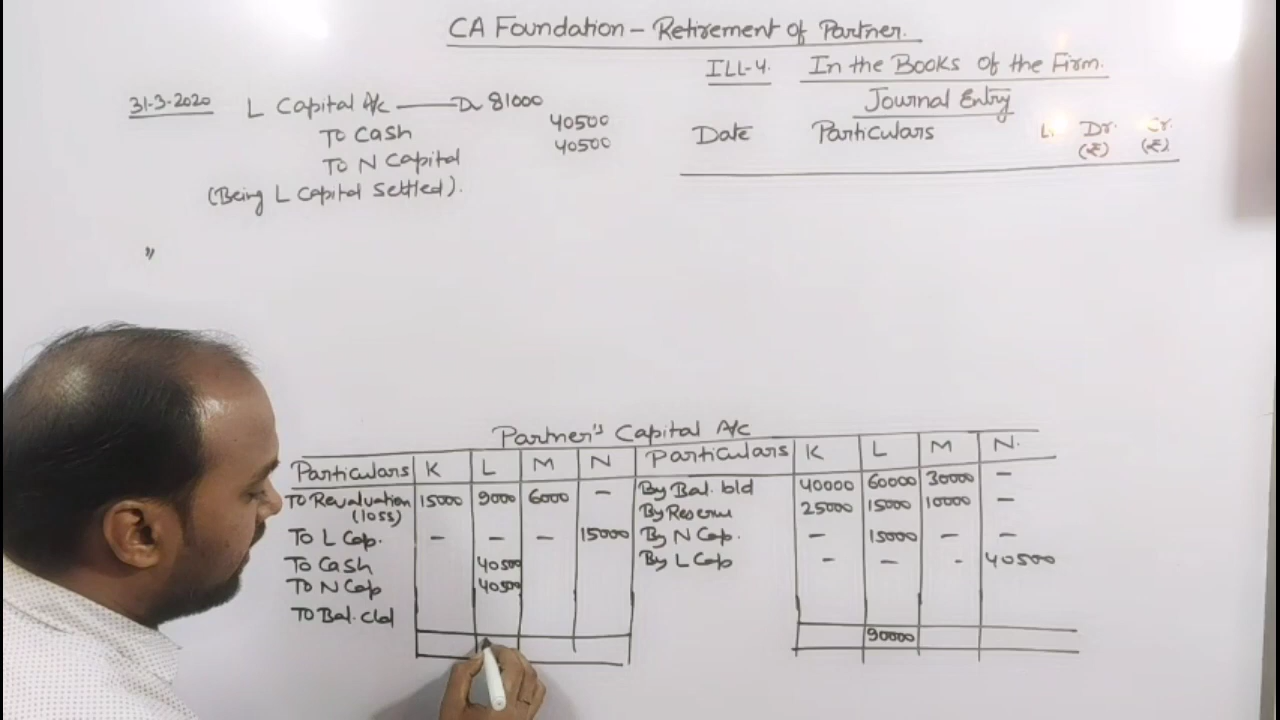 CA Foundation – Retirement of Partner.
31-3-2020 L Capital A/c ——— Dr 81000
To Cash 40500
To N Capital 40500
(Being L Capital Settled).
"
ILL-4. In the Books of the Firm.
Journal Entry
Date Particulars L. Dr. (₹) Cr. (₹)
Partner's Capital A/c
Particulars K L M N Particulars K L M N.
To Revaluation (loss) 15000 9000 6000 - By Bal. b/d 40000 60000 30000 -
By Reserve 25000 15000 10000 -
To L Cap. - - - 15000 By N Cap. - 15000 - -
To Cash 40500 By L Cap - - - 40500
To N Cap 40500
To Bal. c/d
90000